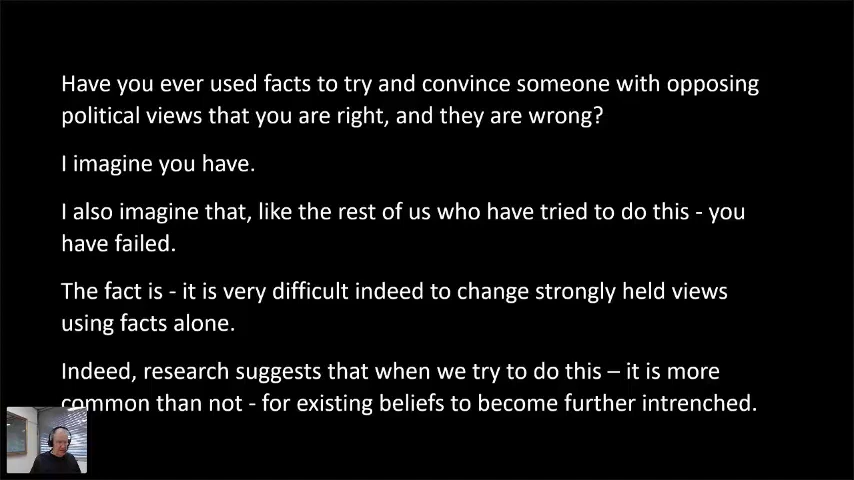 Have you ever used facts to try and convince someone with opposing
political views that you are right, and they are wrong?
I imagine you have.
I also imagine that, like the rest of us who have tried to do this - you
have failed.
The fact is - it is very difficult indeed to change strongly held views
using facts alone.
Indeed, research suggests that when we try to do this – it is more
common than not - for existing beliefs to become further intrenched.